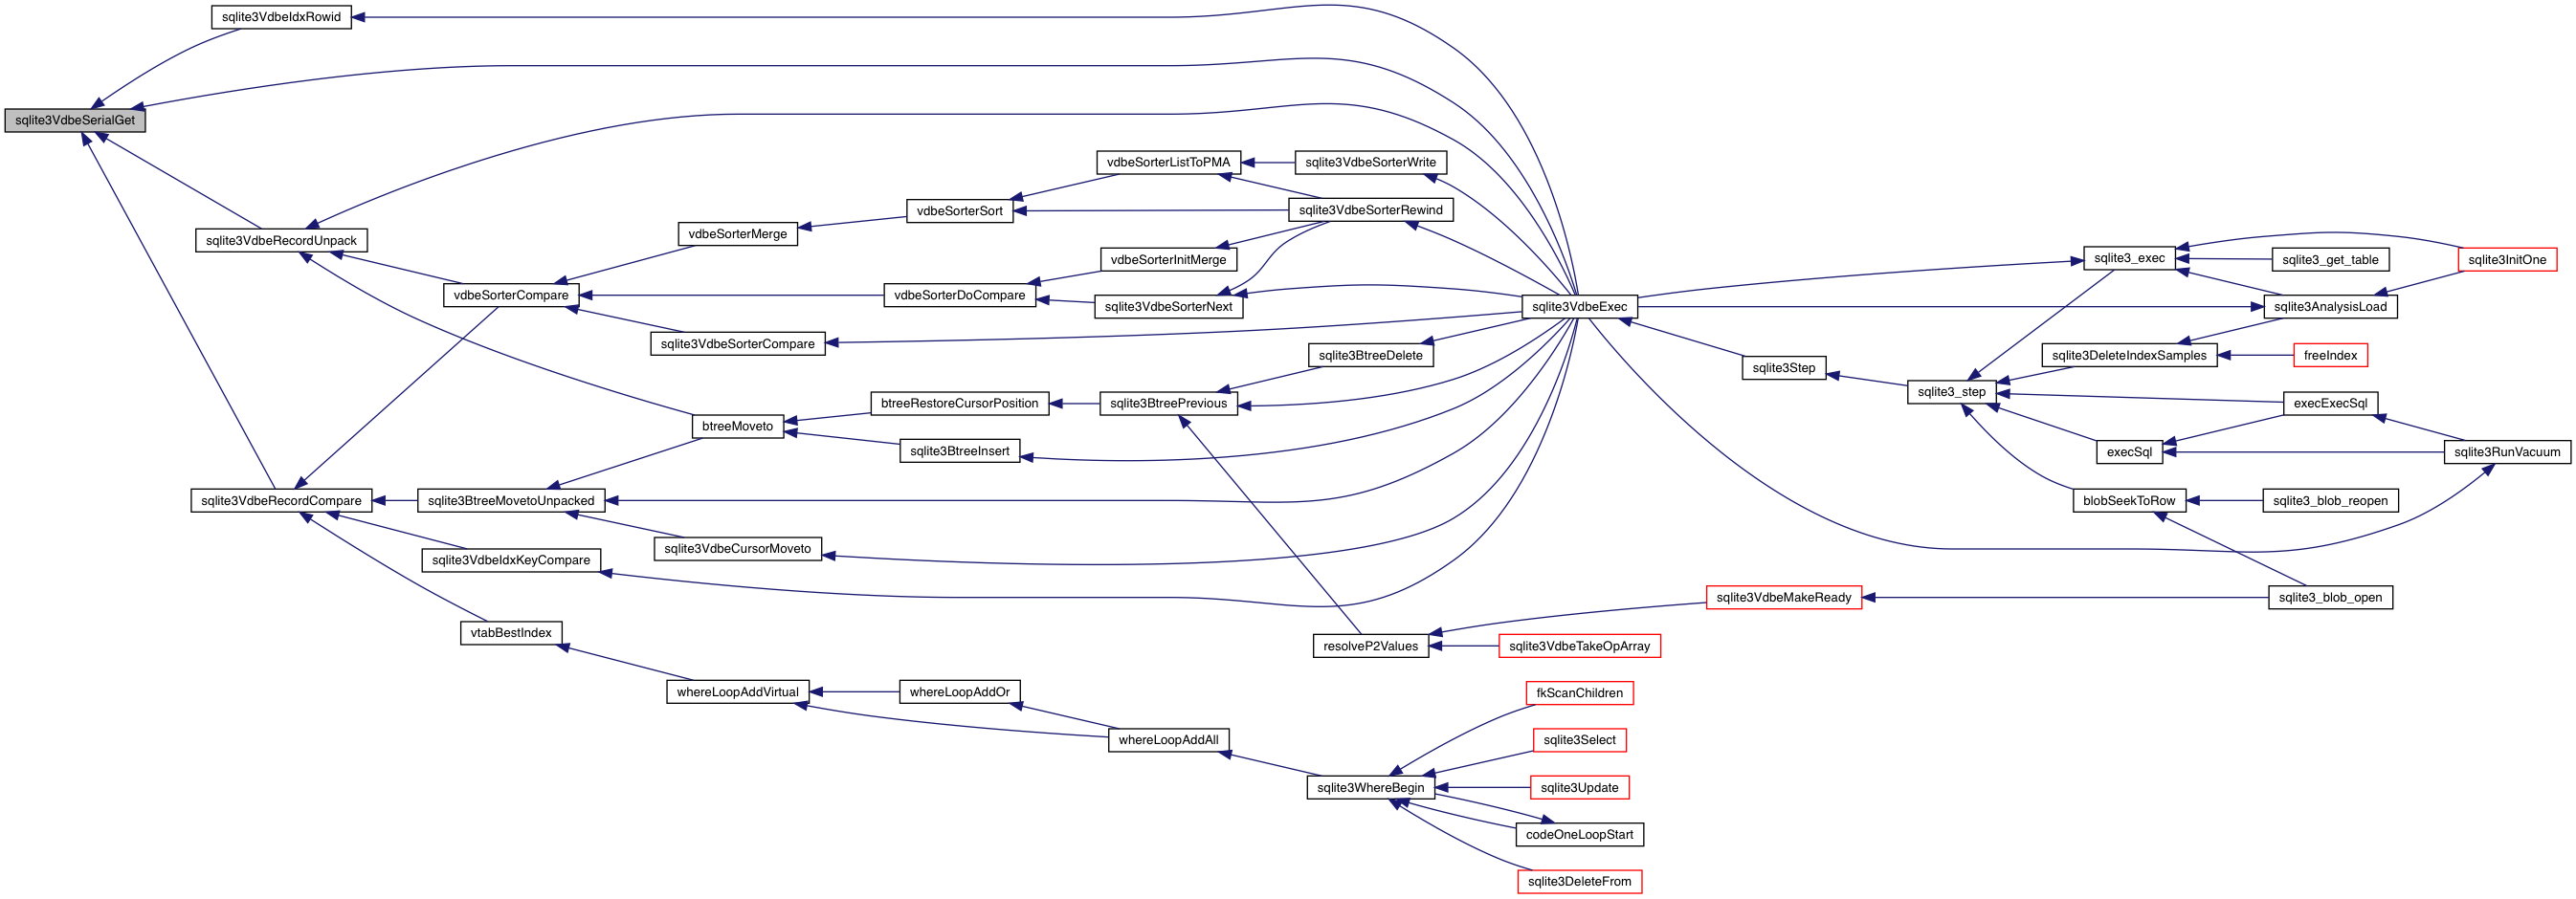 sqlite3VdbeIdxRowid
sqlite3VdbeSerialGet
vdbeSorterListToPMA
sqlite3VdbeSorterWrite
vdbeSorterSort
sqlite3VdbeSorterRewind
vdbeSorterMerge
sqlite3VdbeRecordUnpack
vdbeSorterInitMerge
sqlite3_exec
sqlite3_get_table
sqlite3InitOne
vdbeSorterCompare
vdbeSorterDoCompare
sqlite3VdbeSorterNext
sqlite3VdbeExec
sqlite3AnalysisLoad
sqlite3VdbeSorterCompare
sqlite3BtreeDelete
sqlite3DeleteIndexSamples
freeIndex
sqlite3Step
sqlite3_step
btreeRestoreCursorPosition
sqlite3BtreePrevious
execExecSql
btreeMoveto
sqlite3BtreeInsert
execSql
sqlite3RunVacuum
sqlite3VdbeRecordCompare
sqlite3BtreeMovetoUnpacked
blobSeekToRow
sqlite3_blob_reopen
sqlite3VdbeCursorMoveto
sqlite3VdbeIdxKeyCompare
sqlite3VdbeMakeReady
sqlite3_blob_open
vtabBestIndex
resolveP2Values
sqlite3VdbeTakeOpArray
whereLoopAddVirtual
whereLoopAddOr
fkScanChildren
whereLoopAddAll
sqlite3Select
sqlite3WhereBegin
sqlite3Update
codeOneLoopStart
sqlite3DeleteFrom